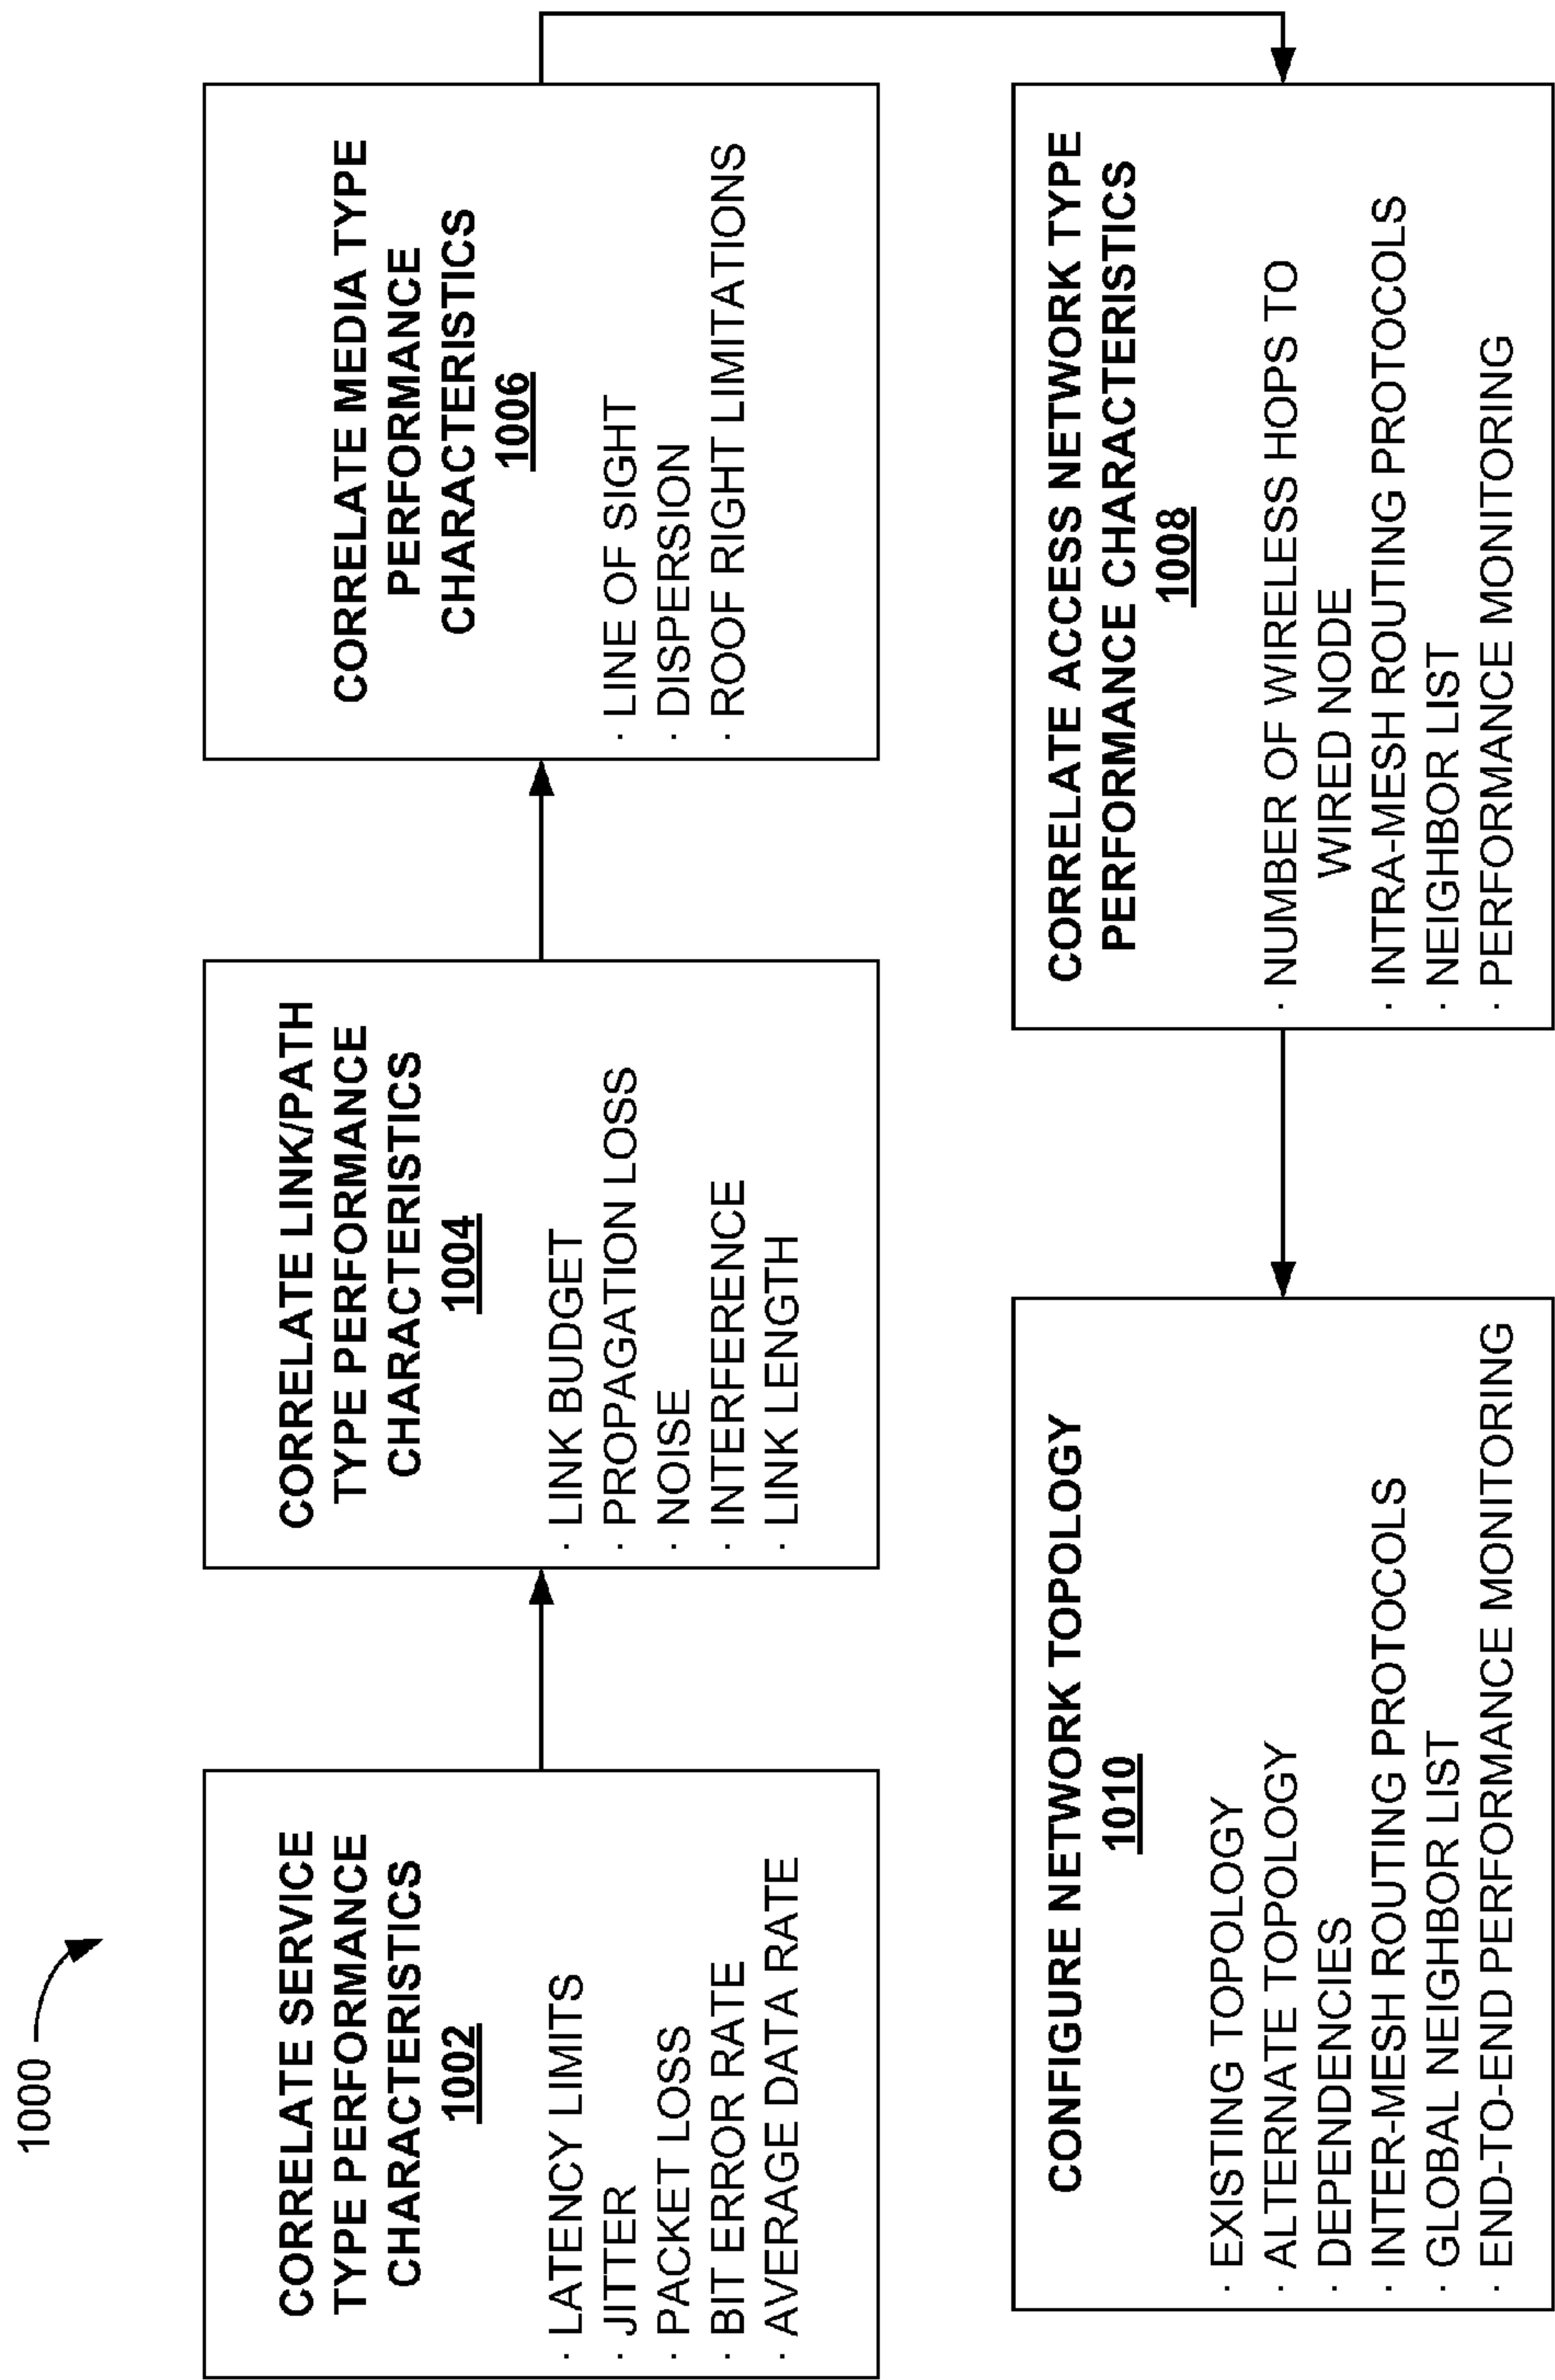 1000
CORRELATE SERVICE
TYPE PERFORMANCE
CHARACTERISTICS
1002
· LATENCY LIMITS
· JITTER
· PACKET LOSS
· BIT ERROR RATE
· AVERAGE DATA RATE
CORRELATE LINK/PATH
TYPE PERFORMANCE
CHARACTERISTICS
1004
· LINK BUDGET
· PROPAGATION LOSS
· NOISE
· INTERFERENCE
· LINK LENGTH
CORRELATE MEDIA TYPE
PERFORMANCE
CHARACTERISTICS
1006
· LINE OF SIGHT
· DISPERSION
· ROOF RIGHT LIMITATIONS
CORRELATE ACCESS NETWORK TYPE
PERFORMANCE CHARACTERISTICS
1008
· NUMBER OF WIRELESS HOPS TO
WIRED NODE
· INTRA-MESH ROUTING PROTOCOLS
· NEIGHBOR LIST
· PERFORMANCE MONITORING
CONFIGURE NETWORK TOPOLOGY
1010
· EXISTING TOPOLOGY
· ALTERNATE TOPOLOGY
· DEPENDENCIES
· INTER-MESH ROUTING PROTOCOLS
· GLOBAL NEIGHBOR LIST
· END-TO-END PERFORMANCE MONITORING